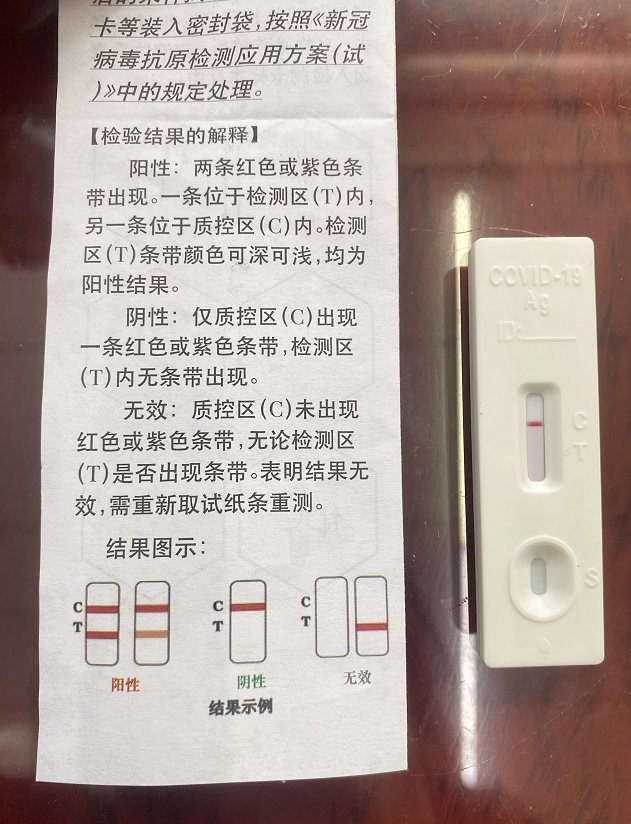 卡等装入密封袋,按照《新冠
病毒抗原检测应用方案(试
)》中的规定处理。
【检验结果的解释】
阳性：两条红色或紫色条
带出现。一条位于检测区(T)内,
另一条位于质控区(C)内。检测
区(T)条带颜色可深可浅,均为
阳性结果。
阴性：仅质控区(C)出现
一条红色或紫色条带,检测区
(T)内无条带出现。
无效：质控区(C)未出现
红色或紫色条带,无论检测区
(T)是否出现条带。表明结果无
效,需重新取试纸条重测。
结果图示：
C
T
C
T
C
T
阳性
阴性
无效
结果示例
COVID-19
Ag
ID:
C
T
S